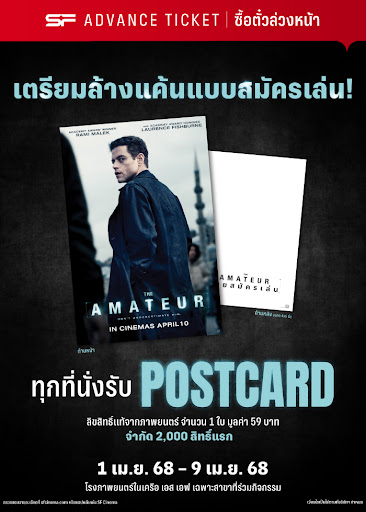 SF ADVANCE TICKET | ซื้อตั๋วล่วงหน้า
เตรียมล้างแค้นแบบสมัครเล่น!
RAMI MALEK
LAURENCE FISHBURNE
THE
AMATEUR
DON'T UNDERESTIMATE HIM.
IN CINEMAS APRIL 10
AMATEUR
ยสมัครเล่น
ด้านหน้า
ทุกที่นั่งรับ POSTCARD
ลิขสิทธิ์แท้จากภาพยนตร์ จำนวน 1 ใบ มูลค่า 59 บาท
จำกัด 2,000 สิทธิ์แรก
1 เม.ย. 68 – 9 เม.ย. 68
โรงภาพยนตร์ในเครือ เอส เอฟ เฉพาะสาขาที่ร่วมกิจกรรม